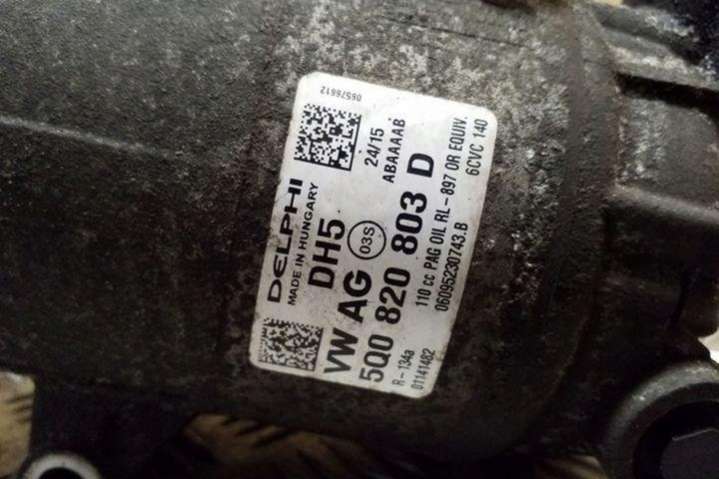 06576612
24/15
ABAAAAB
DELPHI
MADE IN HUNGARY
DH5
VW AG 03S
5Q0 820 803 D
R-134a 110 cc PAG OIL RL-897 OR EQUIV.
01141482 06095230743.B 6CVC 140